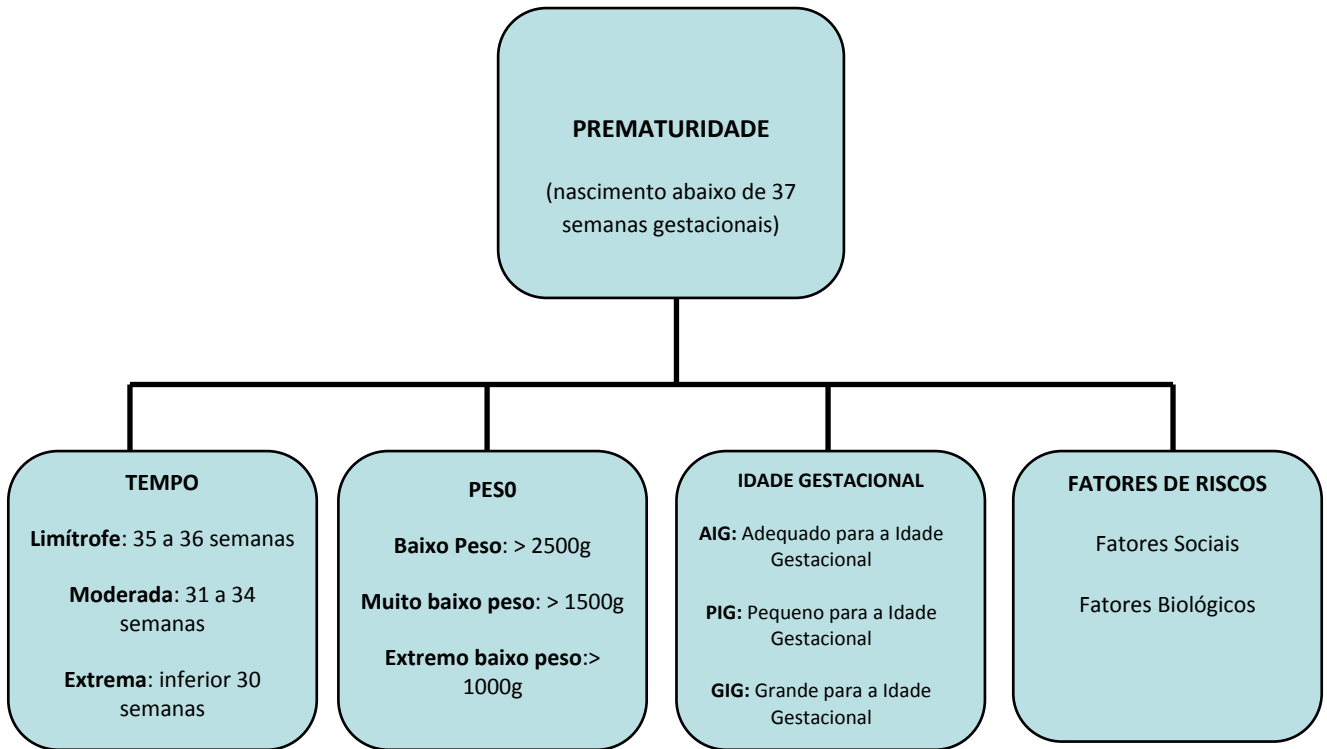 PREMATURIDADE
(nascimento abaixo de 37
semanas gestacionais)
TEMPO
Limítrofe: 35 a 36 semanas
Moderada: 31 a 34
semanas
Extrema: inferior 30
semanas
PES0
Baixo Peso: > 2500g
Muito baixo peso: > 1500g
Extremo baixo peso:>
1000g
IDADE GESTACIONAL
AIG: Adequado para a Idade
Gestacional
PIG: Pequeno para a Idade
Gestacional
GIG: Grande para a Idade
Gestacional
FATORES DE RISCOS
Fatores Sociais
Fatores Biológicos